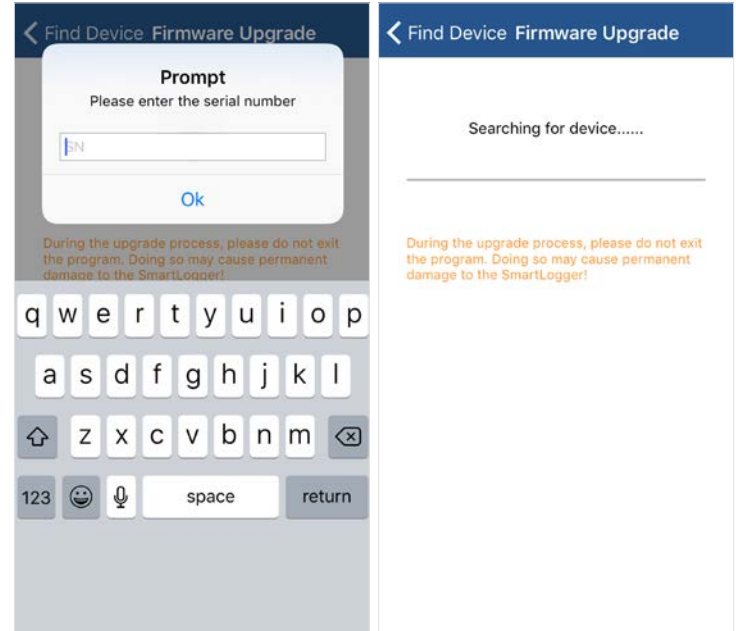 Find Device Firmware Upgrade
Prompt
Please enter the serial number
SN
Ok
During the upgrade process, please do not exit
the program. Doing so may cause permanent
damage to the SmartLogger!
q w e r t y u i o p
a s d f g h j k l
z x c v b n m
123 space return
Find Device Firmware Upgrade
Searching for device......
During the upgrade process, please do not exit
the program. Doing so may cause permanent
damage to the SmartLogger!